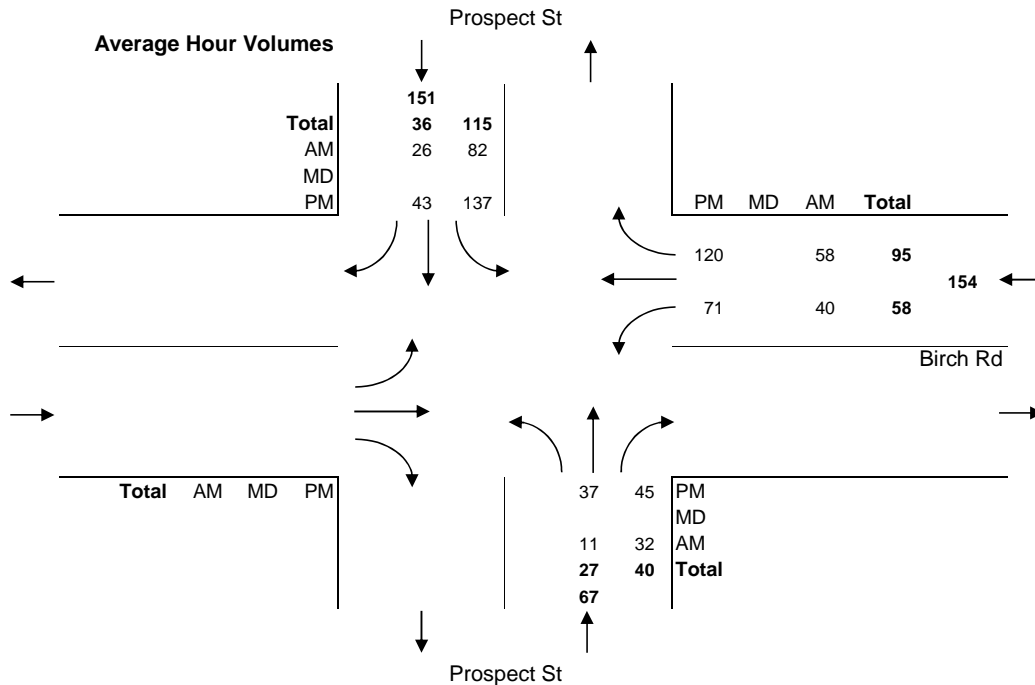 Prospect St
Average Hour Volumes
151
Total 36 115
AM 26 82
MD
PM 43 137
PM MD AM Total
120 58 95
154
71 40 58
Birch Rd
Total AM MD PM
37 45 PM
MD
11 32 AM
27 40 Total
67
Prospect St